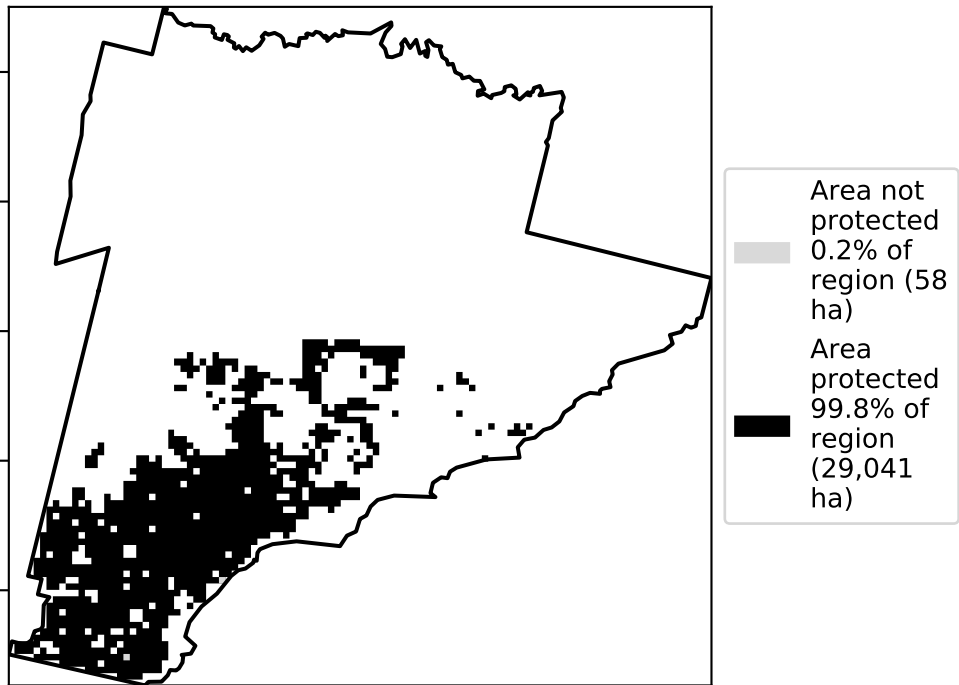 Area not
protected
0.2% of
region (58
ha)
Area
protected
99.8% of
region
(29,041
ha)